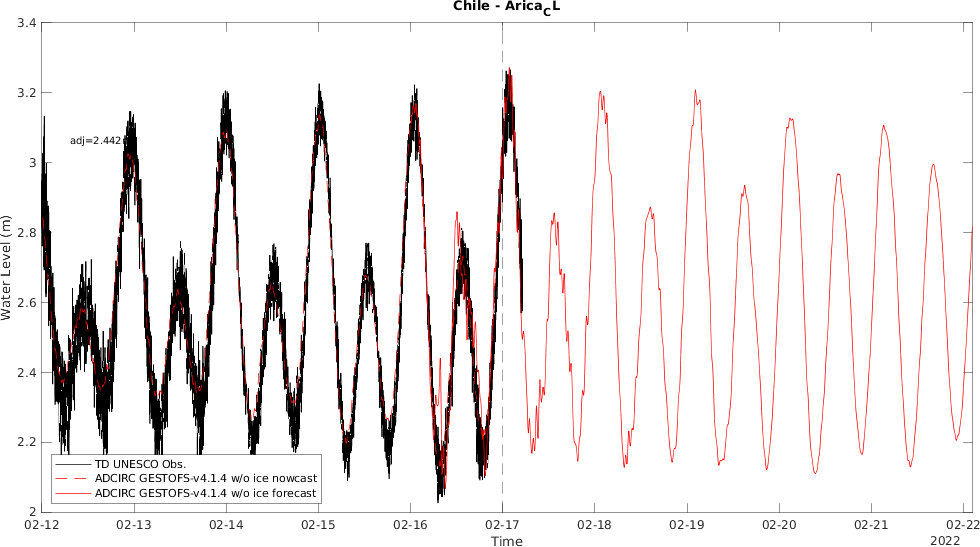 Chile - Arica_CL
3.4
3.2
3
2.8
2.6
2.4
2.2
2
Water Level (m)
adj=2.442
TD UNESCO Obs.
ADCIRC GESTOFS-v4.1.4 w/o ice nowcast
ADCIRC GESTOFS-v4.1.4 w/o ice forecast
02-12 02-13 02-14 02-15 02-16 02-17 02-18 02-19 02-20 02-21 02-22
Time
2022